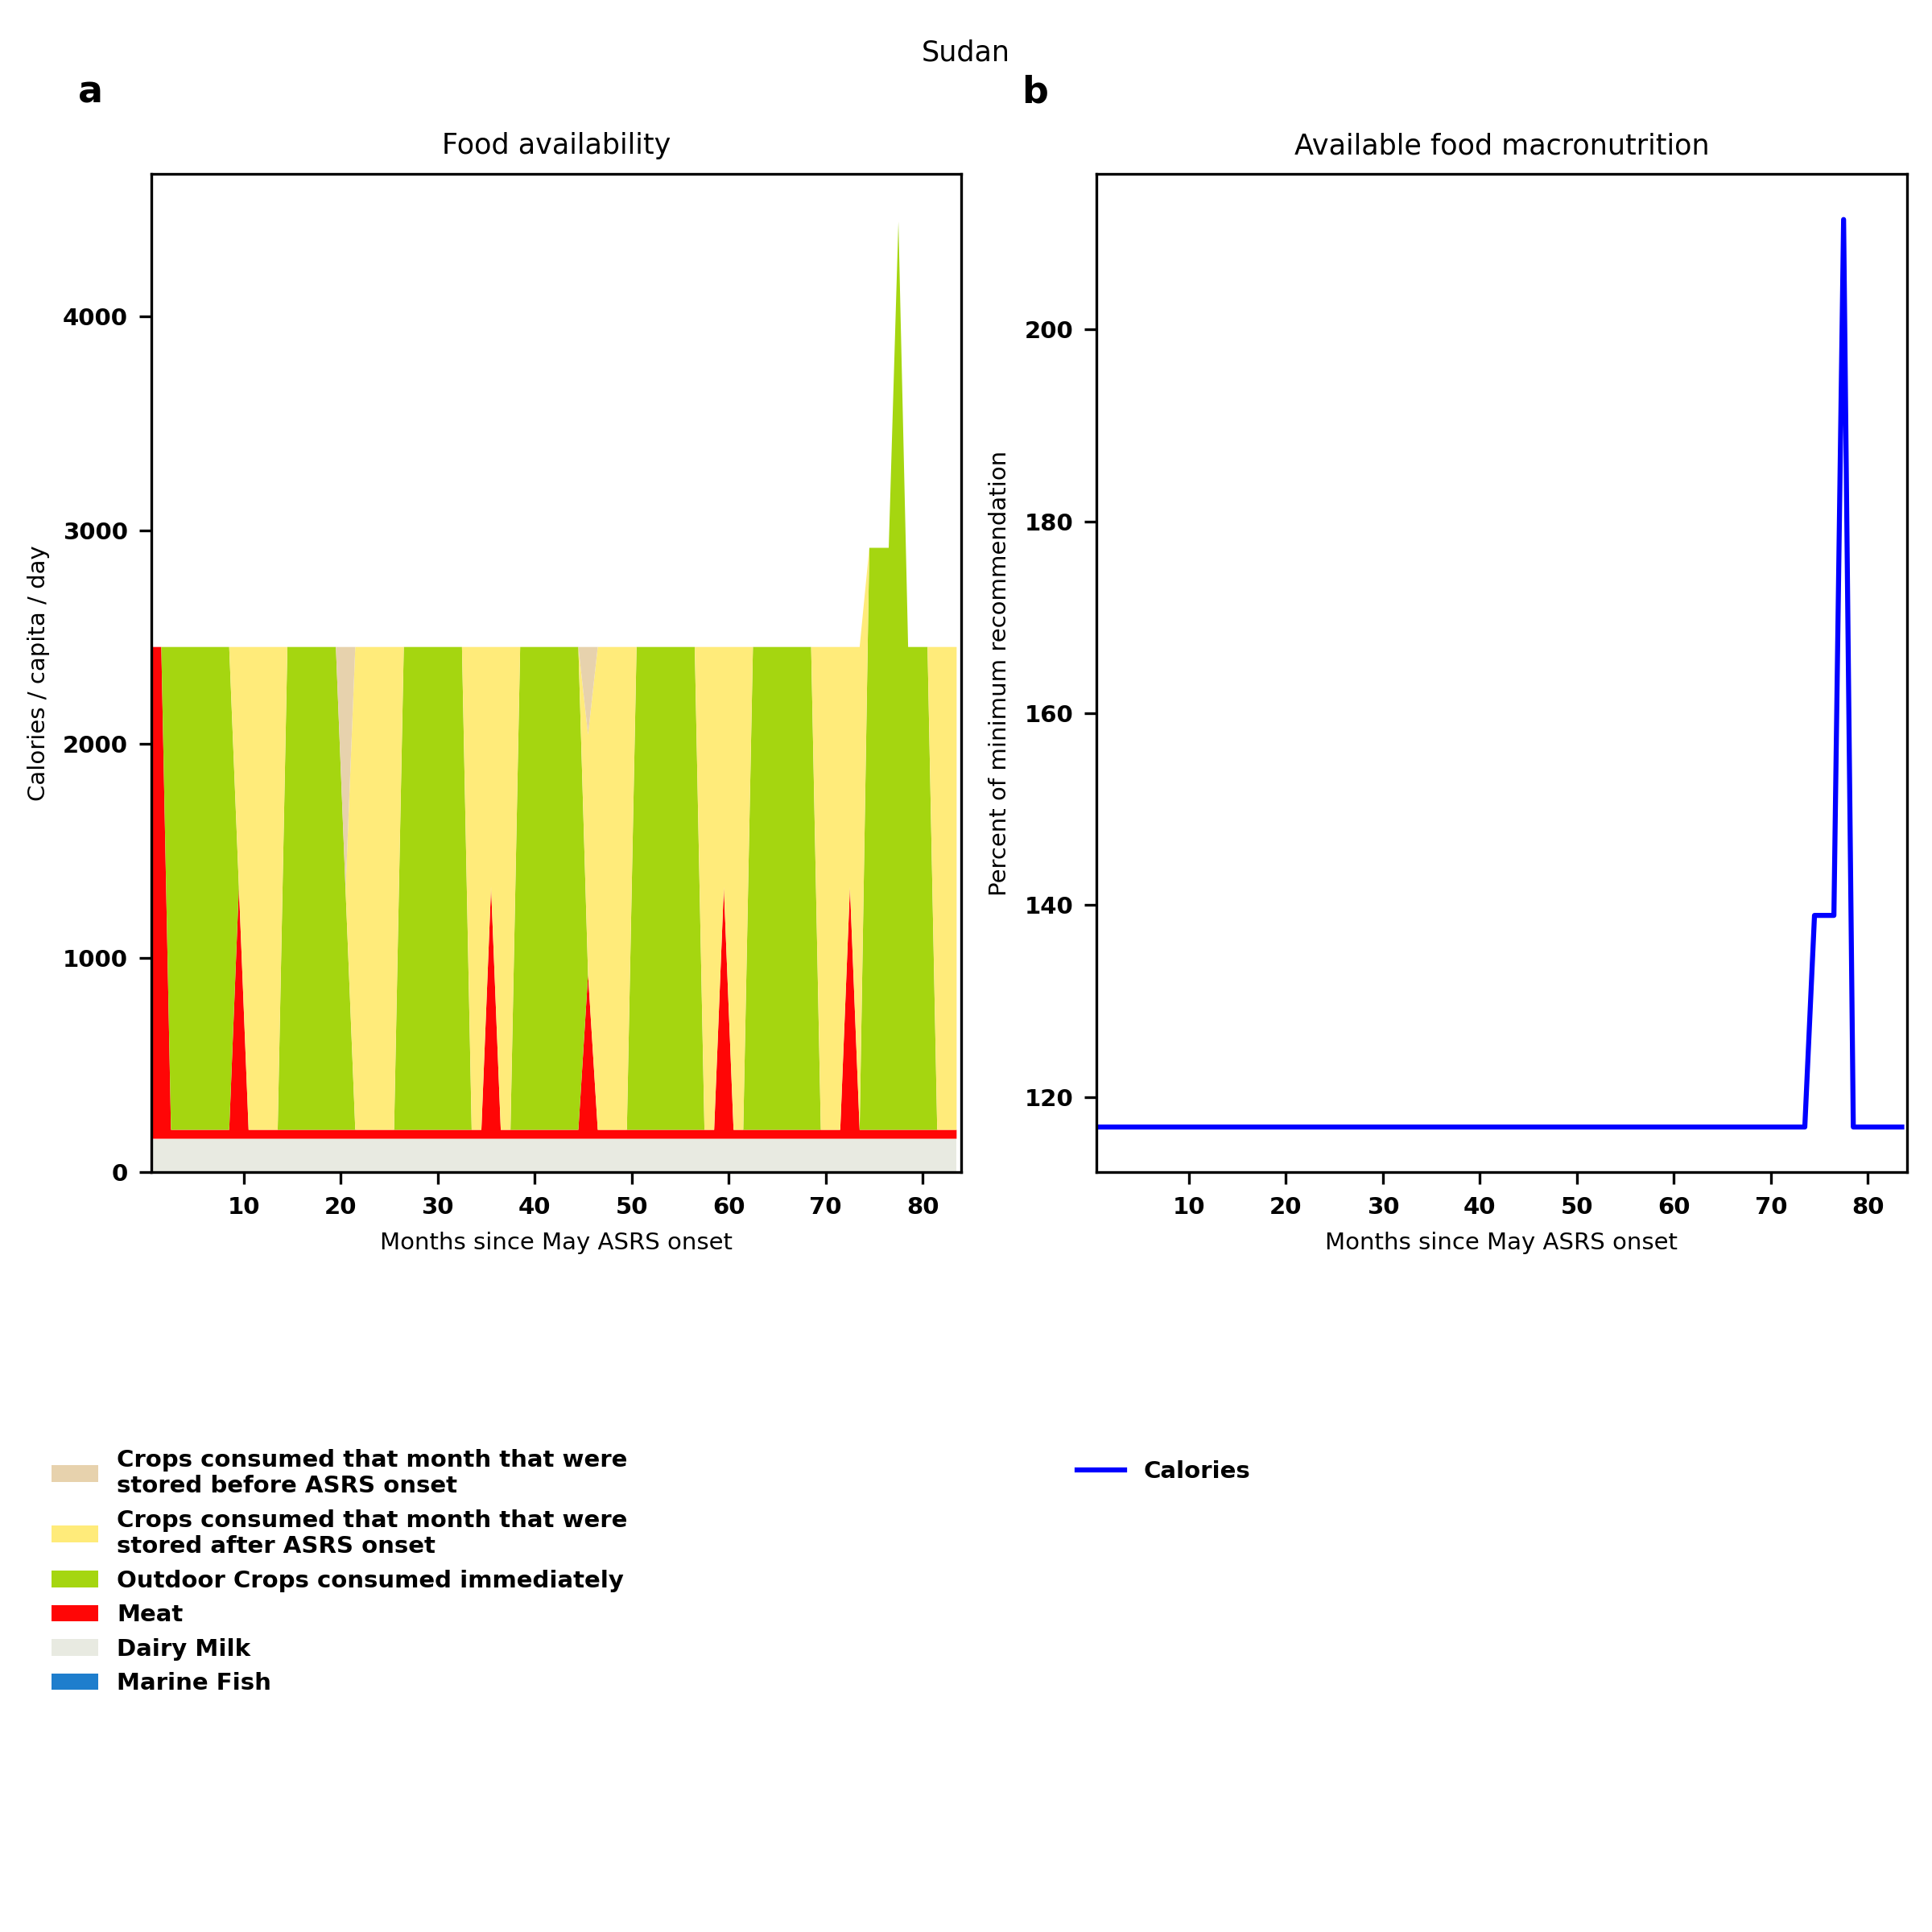 Sudan
a
Food availability
Calories / capita / day
4000
3000
2000
1000
0
10 20 30 40 50 60 70 80
Months since May ASRS onset
b
Available food macronutrition
Percent of minimum recommendation
200
180
160
140
120
10 20 30 40 50 60 70 80
Months since May ASRS onset
Crops consumed that month that were
stored before ASRS onset
Crops consumed that month that were
stored after ASRS onset
Outdoor Crops consumed immediately
Meat
Dairy Milk
Marine Fish
Calories